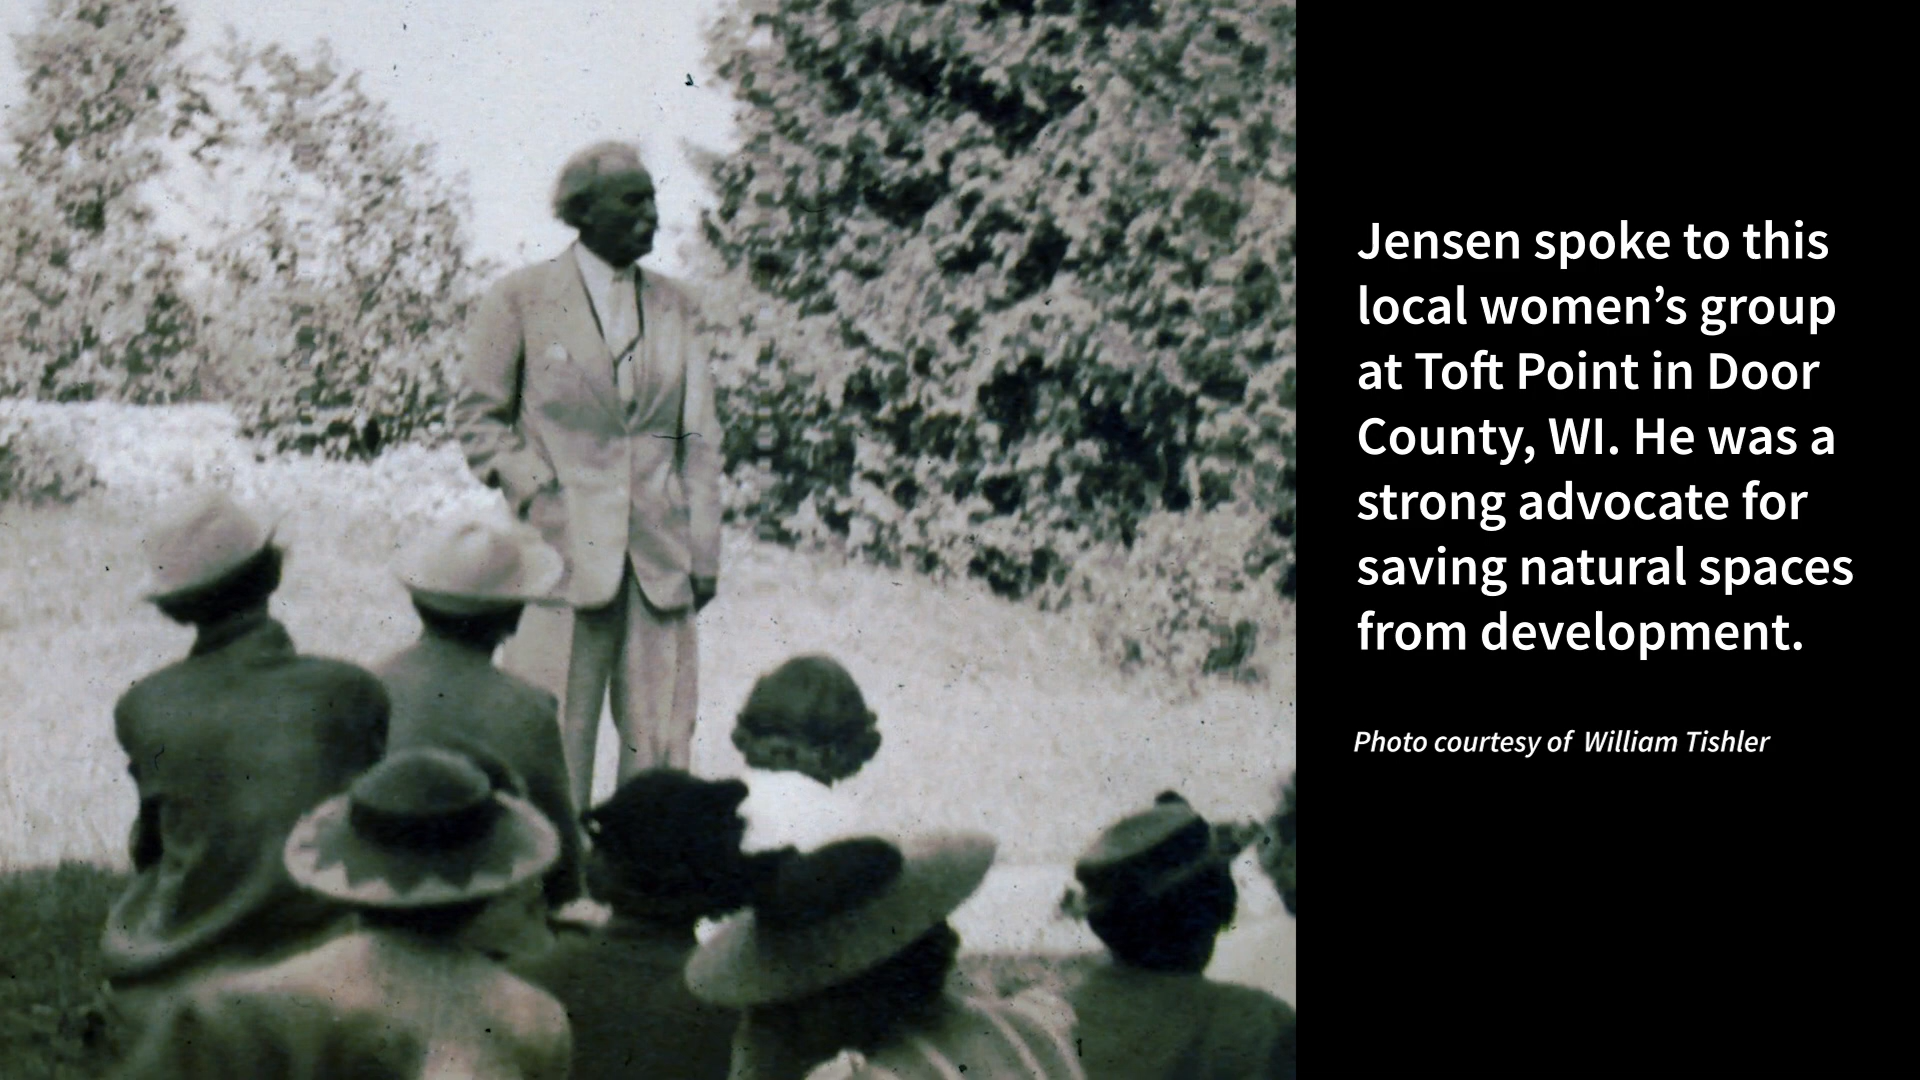 Jensen spoke to this
local women’s group
at Toft Point in Door
County, WI. He was a
strong advocate for
saving natural spaces
from development.
Photo courtesy of William Tishler